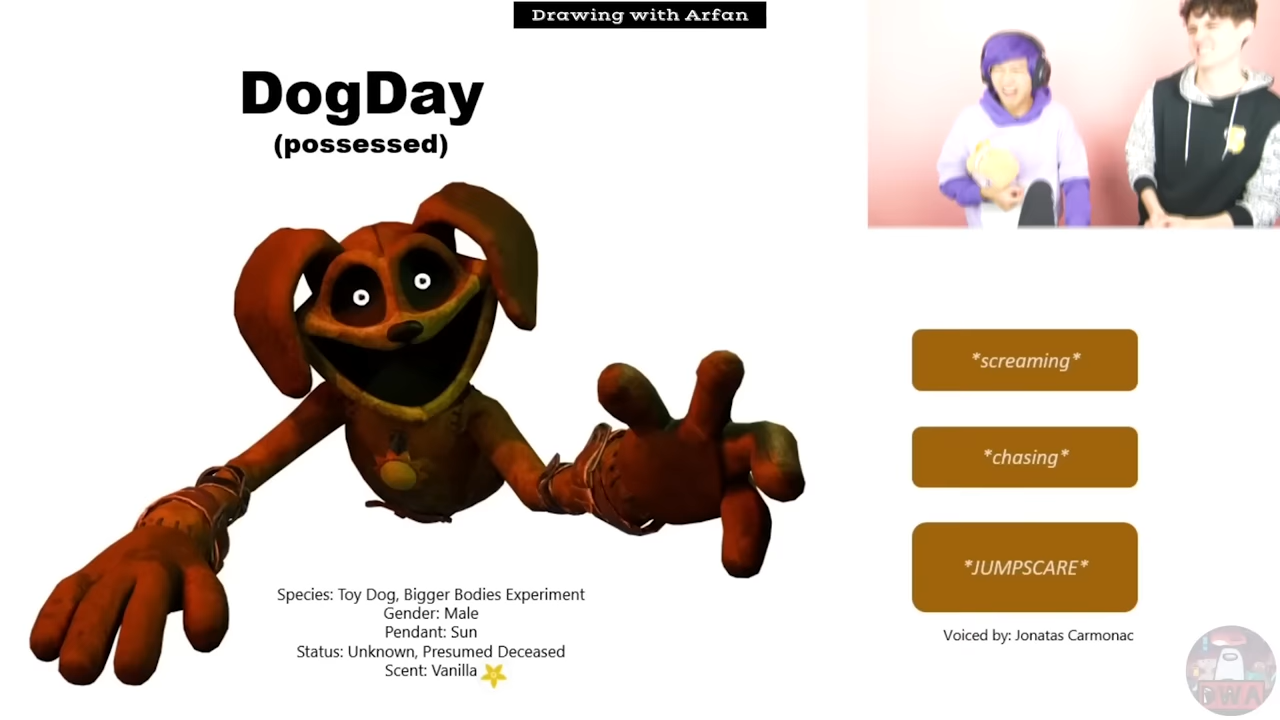 Drawing with Arfan
DogDay
(possessed)
*screaming*
*chasing*
*JUMPSCARE*
Voiced by: Jonatas Carmonac
Species: Toy Dog, Bigger Bodies Experiment
Gender: Male
Pendant: Sun
Status: Unknown, Presumed Deceased
Scent: Vanilla
DWA